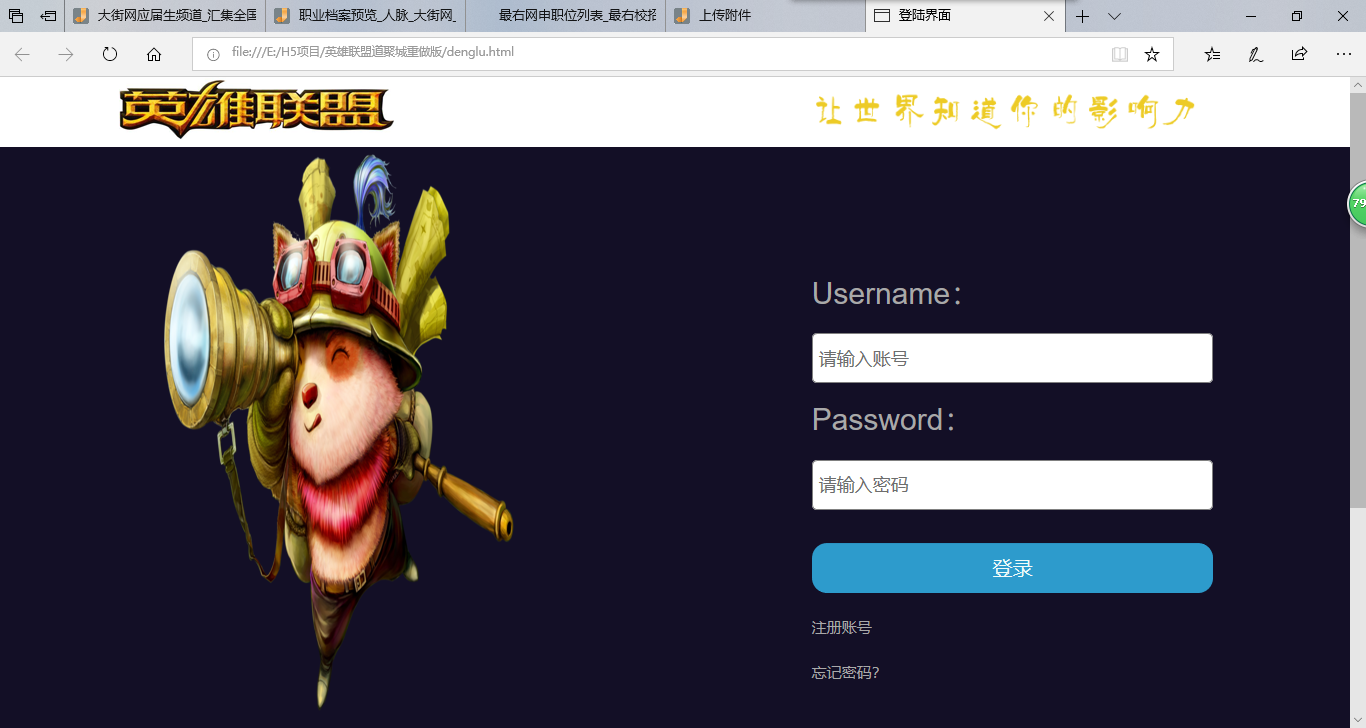 大街网应届生频道_汇集全国
职业档案预览_人脉_大街网_
最右网申职位列表_最右校招
上传附件
登陆界面
file:///E:/H5项目/英雄联盟道聚城重做版/denglu.html
英雄联盟
让世界知道你的影响力
79
Username：
请输入账号
Password：
请输入密码
登录
注册账号
忘记密码?